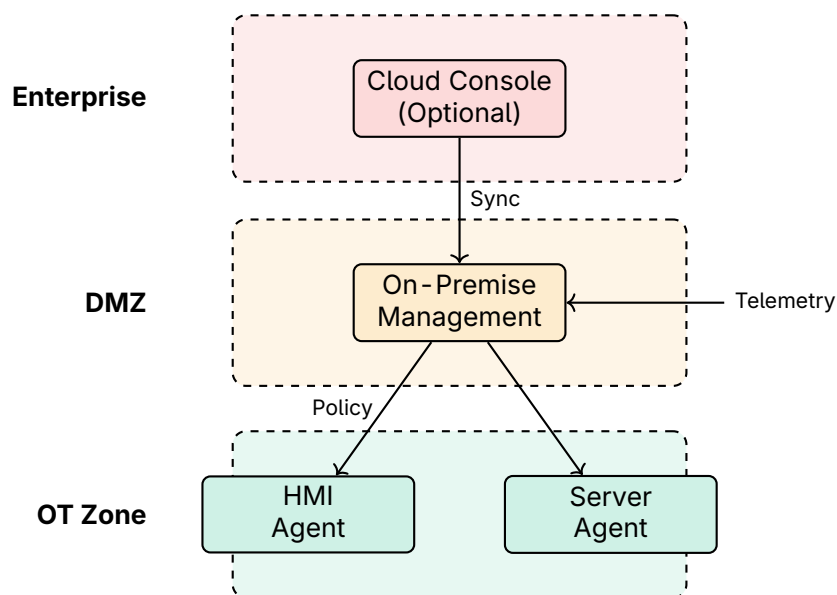 Enterprise
Cloud Console
(Optional)
Sync
DMZ
On-Premise
Management
Telemetry
Policy
OT Zone
HMI
Agent
Server
Agent